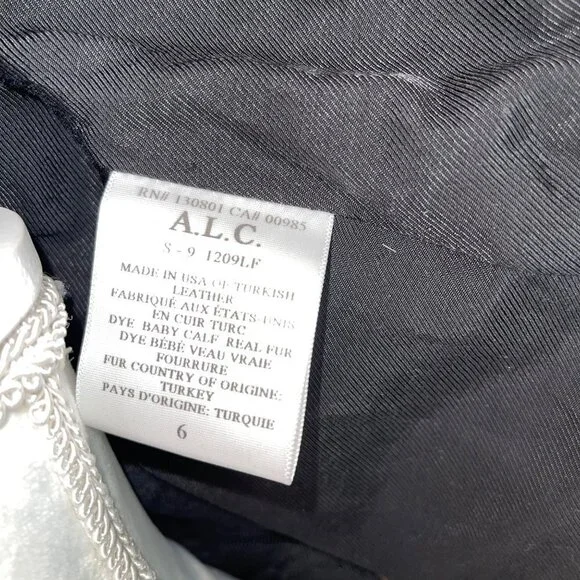 RN# 130801 CA# 00985
A.L.C.
S - 9 1209LF
MADE IN USA OF TURKISH
LEATHER
FABRIQUÉ AUX ÉTATS-UNIS
EN CUIR TURC
DYE BABY CALF REAL FUR
DYE BÉBÉ VEAU VRAIE
FOURRURE
FUR COUNTRY OF ORIGINE:
TURKEY
PAYS D'ORIGINE: TURQUIE
6